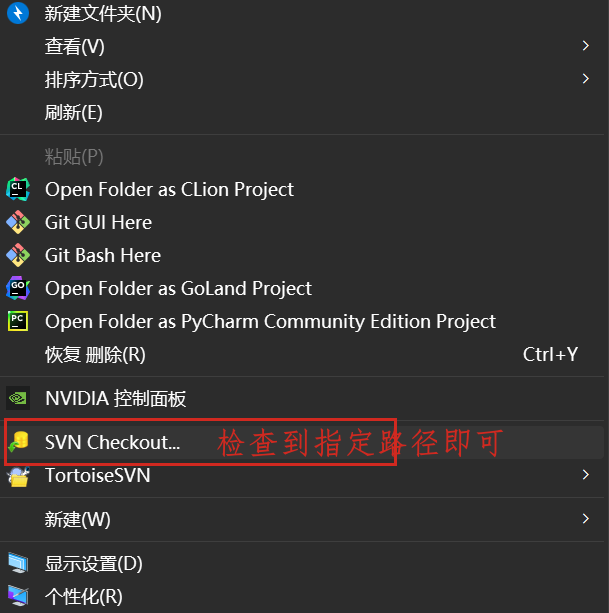 新建文件夹(N)
查看(V)
排序方式(O)
刷新(E)
粘贴(P)
CL
Open Folder as CLion Project
Git GUI Here
Git Bash Here
GO
Open Folder as GoLand Project
PC
Open Folder as PyCharm Community Edition Project
恢复 删除(R) Ctrl+Y
NVIDIA 控制面板
SVN Checkout... 检查到指定路径即可
TortoiseSVN
新建(W)
显示设置(D)
个性化(R)